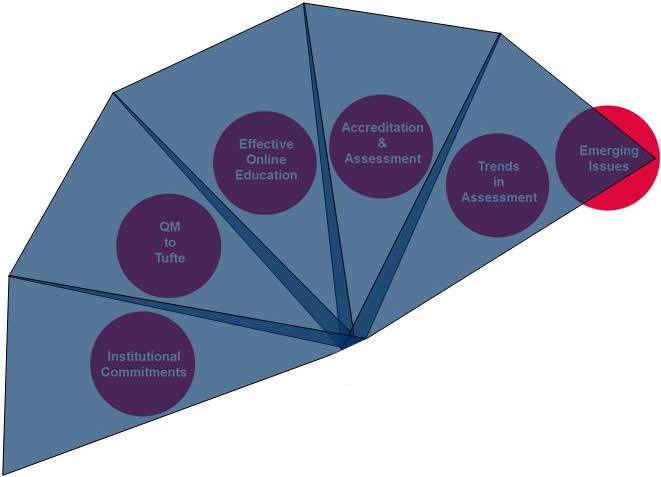 Institutional
Commitments
QM
to
Tufte
Effective
Online
Education
Accreditation
&
Assessment
Trends
in
Assessment
Emerging
Issues